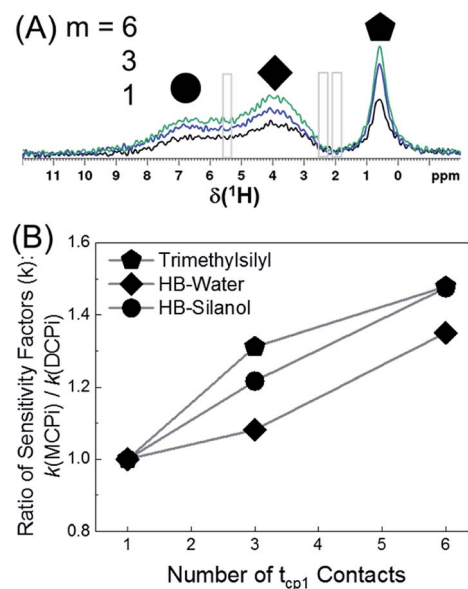 (A) m = 6
3
1
11 10 9 8 7 6 5 4 3 2 1 0 ppm
δ(¹H)
(B)
Trimethylsilyl
HB-Water
HB-Silanol
Ratio of Sensitivity Factors (k):
k(MCPi) / k(DCPi)
1.6
1.4
1.2
1.0
0.8
1 2 3 4 5 6
Number of t_cp1 Contacts